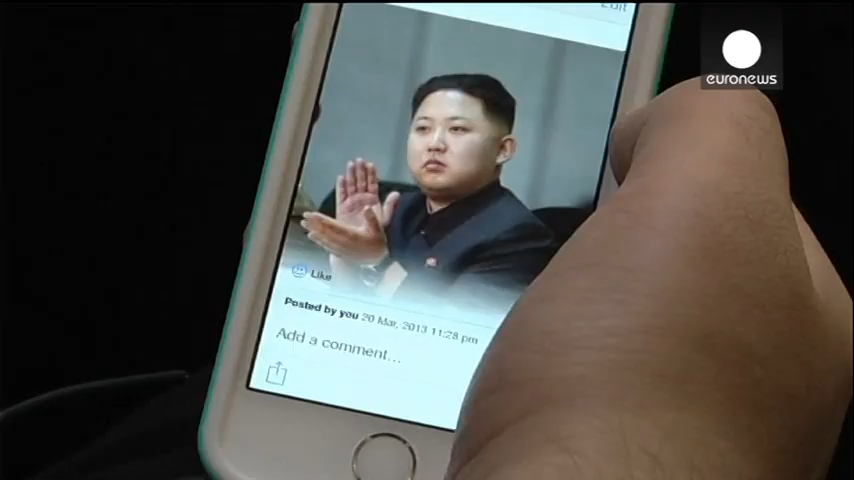 Edit
euronews
Like
Posted by you 20 Mar, 2013 11:28 pm
Add a comment...